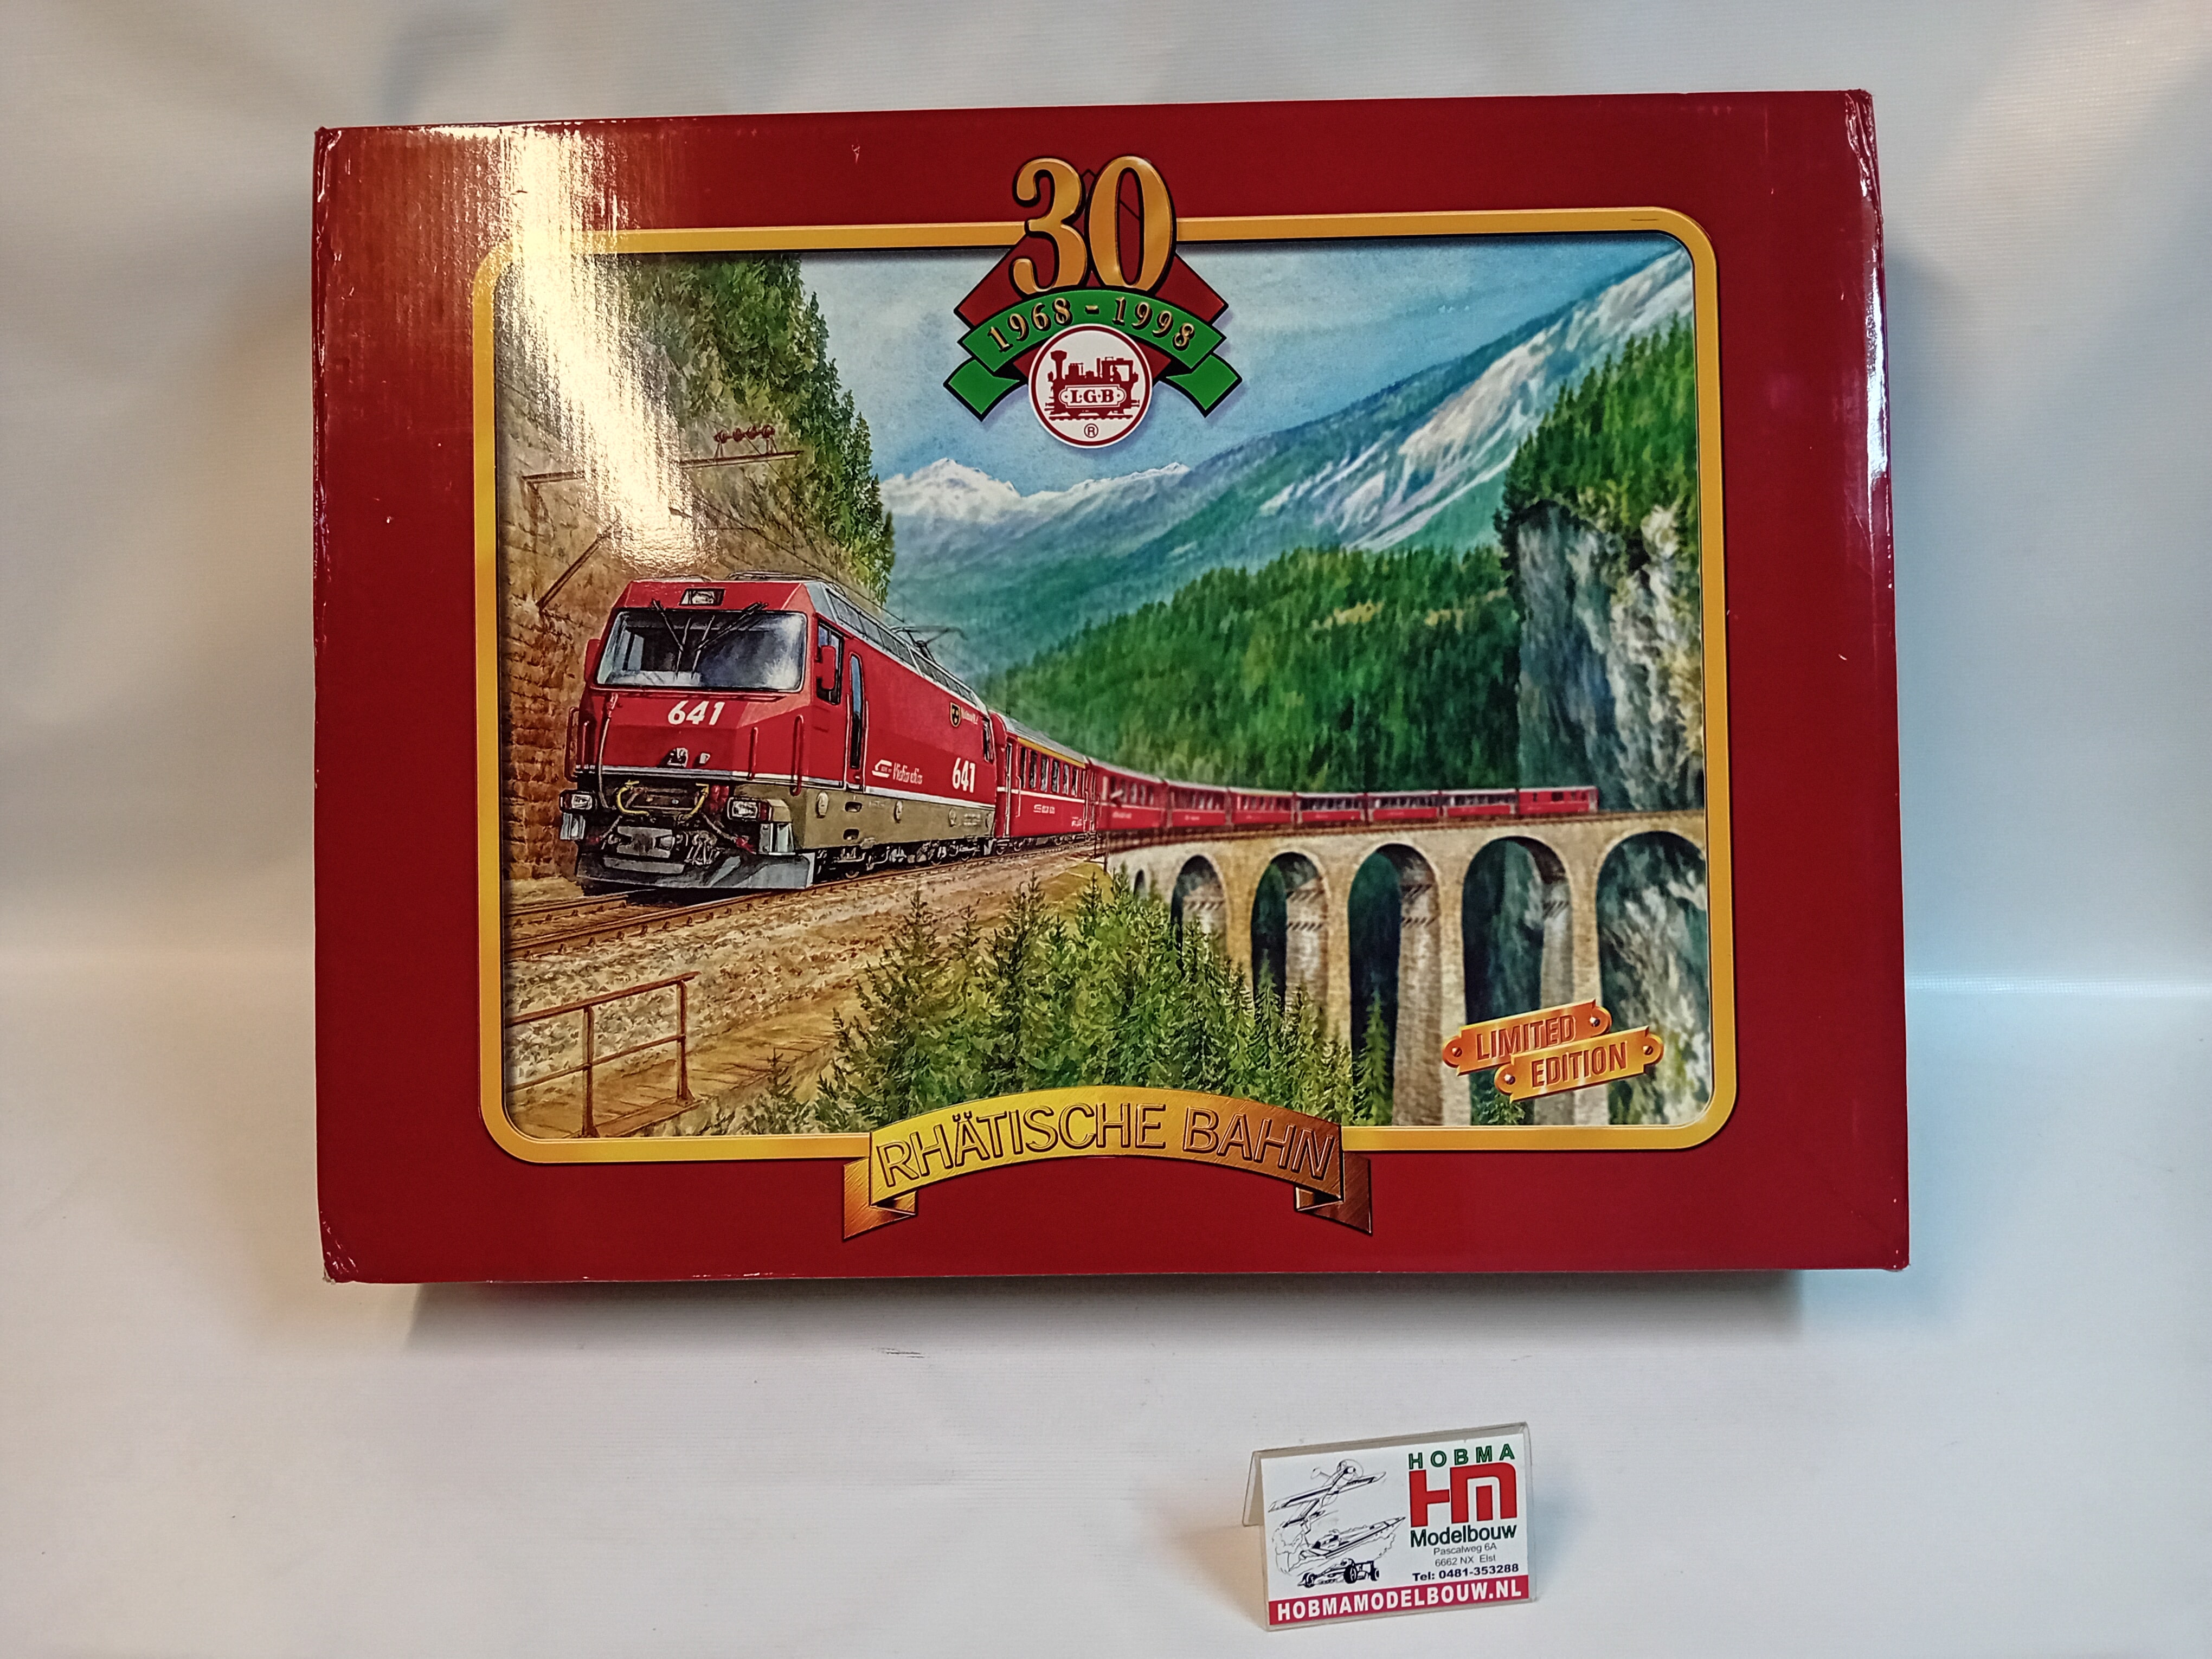 30
1968 - 1998
L·G·B
®
641
641
RHÄTISCHE BAHN
LIMITED
EDITION
HOBMA
HM
Modelbouw
Pascalweg 6A
6662 NX Elst
Tel: 0481-353288
HOBMAMODELBOUW.NL